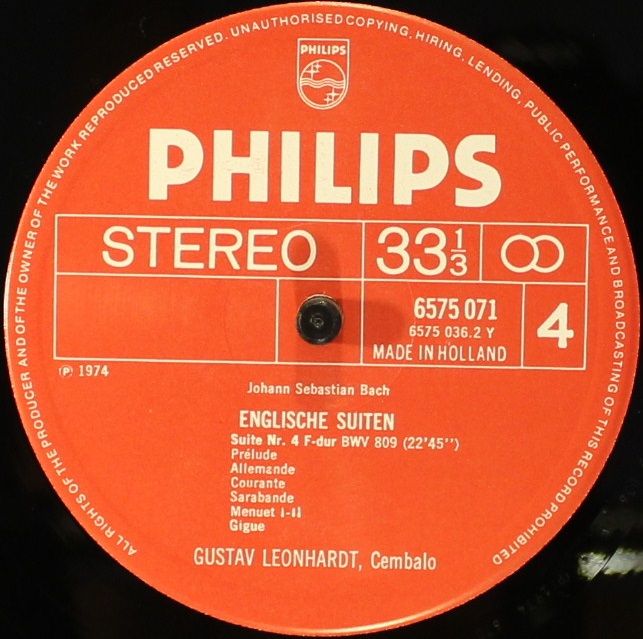 ALL RIGHTS OF THE PRODUCER AND OF THE OWNER OF THE WORK REPRODUCED RESERVED. UNAUTHORISED COPYING, HIRING, LENDING, PUBLIC PERFORMANCE AND BROADCASTING OF THIS RECORD PROHIBITED
PHILIPS
PHILIPS
STEREO 33⅓
6575 071
6575 036.2 Y
MADE IN HOLLAND
4
℗ 1974
Johann Sebastian Bach
ENGLISCHE SUITEN
Suite Nr. 4 F-dur BWV 809 (22'45'')
Prélude
Allemande
Courante
Sarabande
Menuet I-II
Gigue
GUSTAV LEONHARDT, Cembalo